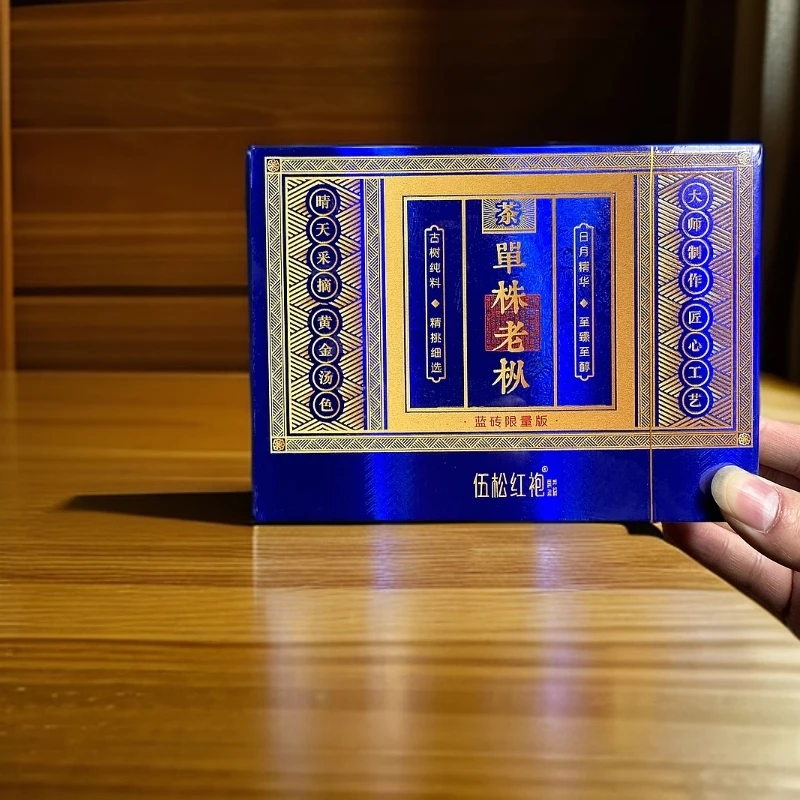 晴天采摘
黄金汤色
古树纯料
精挑细选
茶
單株老枞
日月精华
至臻至醇
大师制作
匠心工艺
·蓝砖限量版·
伍松红袍®